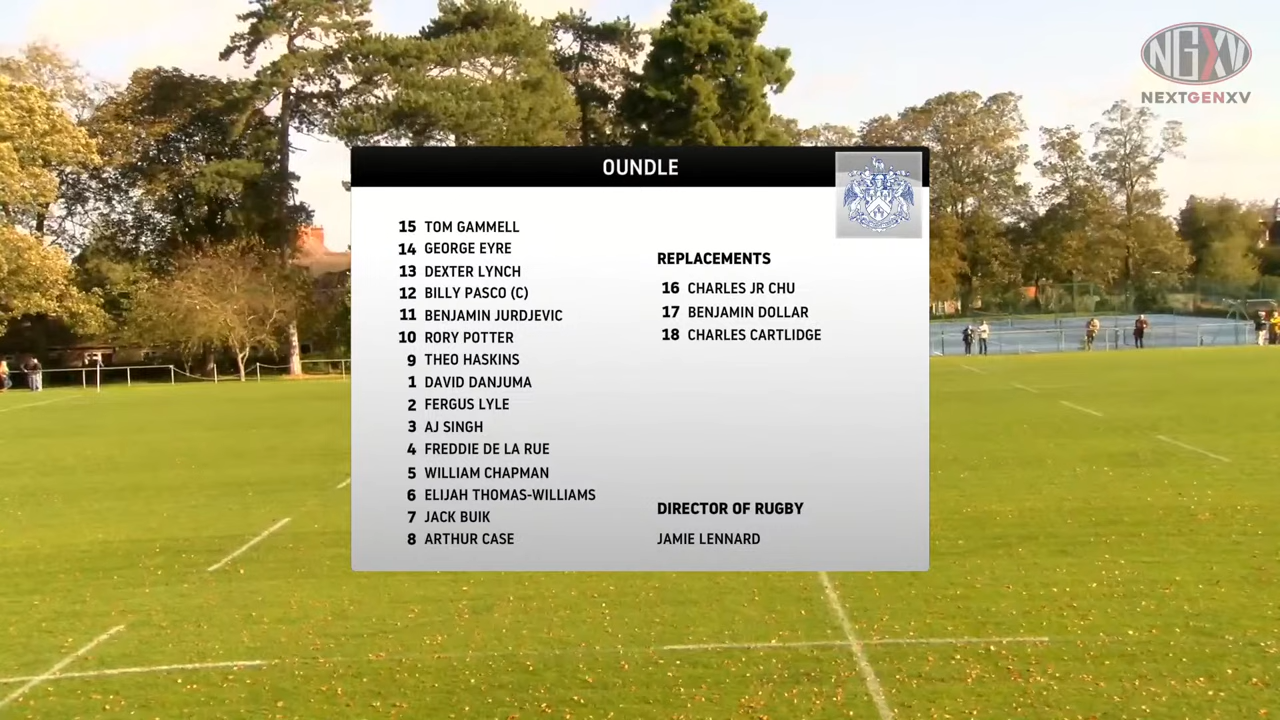 NGXV
NEXTGENXV
OUNDLE
15 TOM GAMMELL
14 GEORGE EYRE
13 DEXTER LYNCH
12 BILLY PASCO (C)
11 BENJAMIN JURDJEVIC
10 RORY POTTER
9 THEO HASKINS
1 DAVID DANJUMA
2 FERGUS LYLE
3 AJ SINGH
4 FREDDIE DE LA RUE
5 WILLIAM CHAPMAN
6 ELIJAH THOMAS-WILLIAMS
7 JACK BUIK
8 ARTHUR CASE
REPLACEMENTS
16 CHARLES JR CHU
17 BENJAMIN DOLLAR
18 CHARLES CARTLIDGE
DIRECTOR OF RUGBY
JAMIE LENNARD